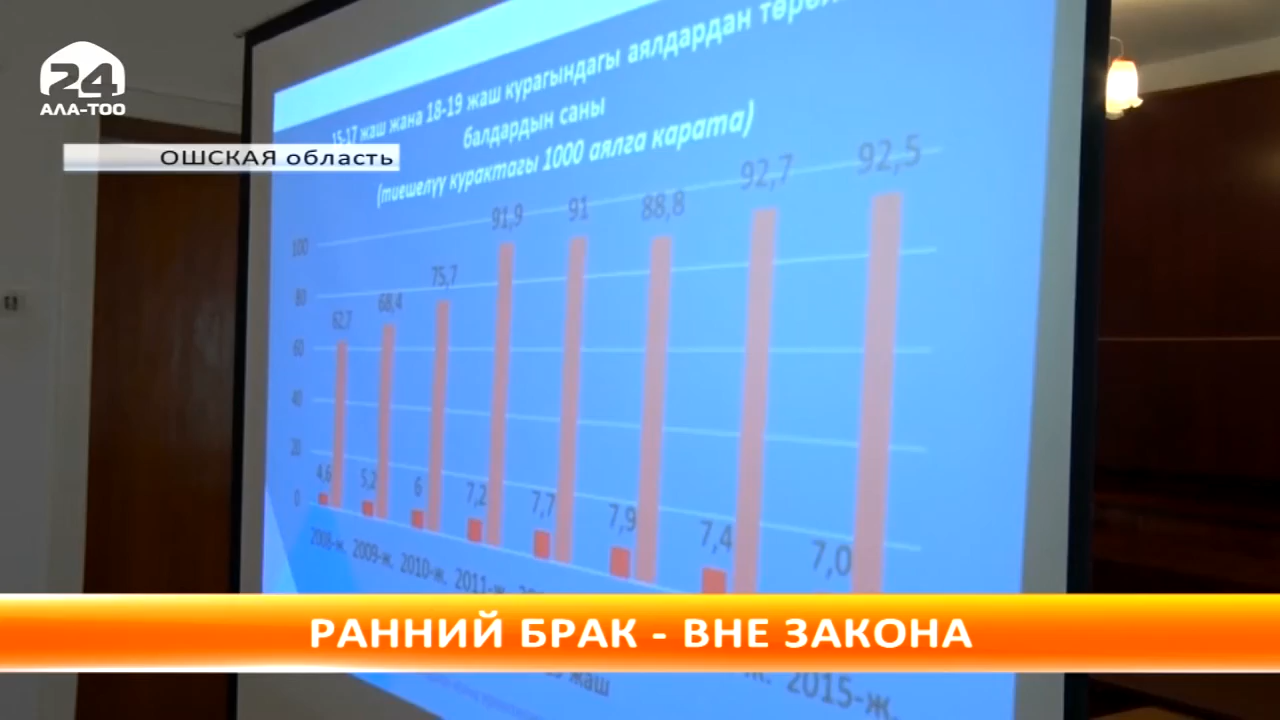 24
АЛА-ТОО
ОШСКАЯ область
15-17 жаш жана 18-19 жаш курагындагы аялдардан
балдардын саны
(тиешелүү курактагы 1000 аялга карата)
100
80
60
40
20
0
62,7
68,4
75,7
91,9
91
88,8
92,7
92,5
4,6
5,2
6
7,2
7,7
7,9
7,4
7,0
2008-ж.
2009-ж.
2010-ж.
2011-ж.
2015-ж.
РАННИЙ БРАК - ВНЕ ЗАКОНА
жаш